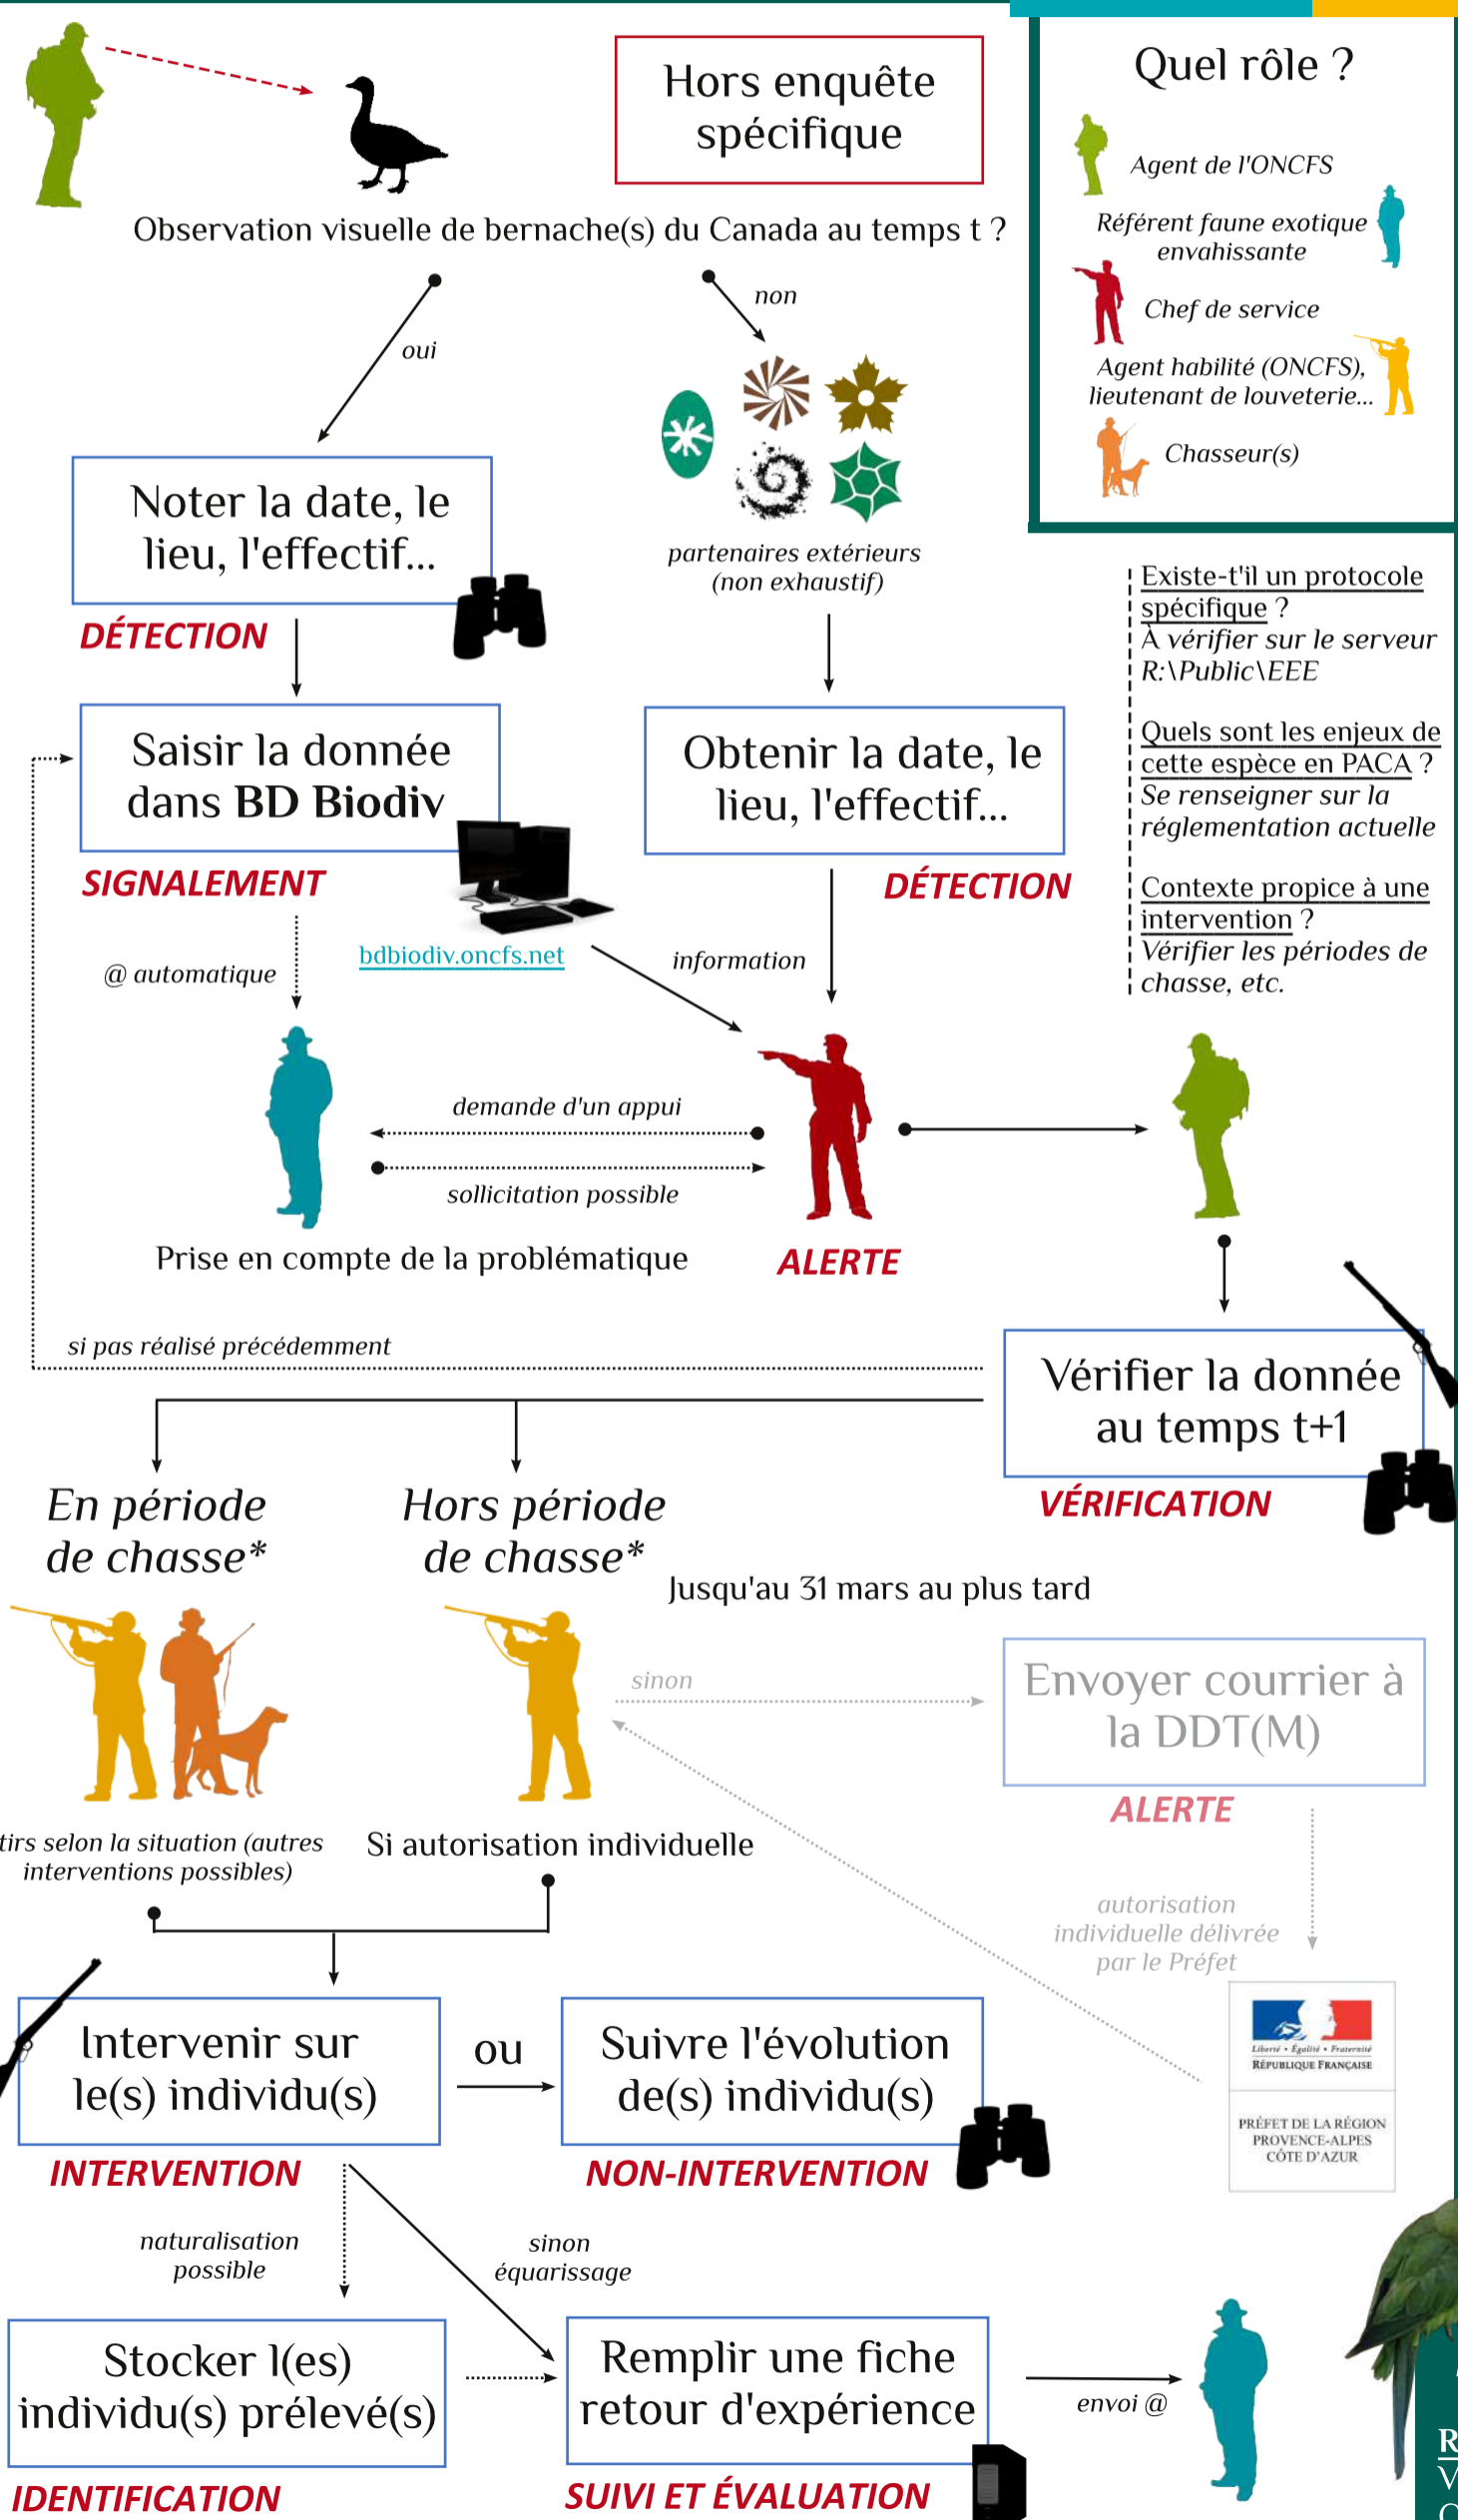 Hors enquête
spécifique
Observation visuelle de bernache(s) du Canada au temps t ?
oui
non
Quel rôle ?
Agent de l'ONCFS
Référent faune exotique
envahissante
Chef de service
Agent habilité (ONCFS),
lieutenant de louveterie...
Chasseur(s)
Noter la date, le
lieu, l'effectif...
DÉTECTION
partenaires extérieurs
(non exhaustif)
Existe-t'il un protocole
spécifique ?
À vérifier sur le serveur
R:\Public\EEE
Quels sont les enjeux de
cette espèce en PACA ?
Se renseigner sur la
réglementation actuelle
Contexte propice à une
intervention ?
Vérifier les périodes de
chasse, etc.
Saisir la donnée
dans BD Biodiv
SIGNALEMENT
Obtenir la date, le
lieu, l'effectif...
DÉTECTION
@ automatique
bdbiodiv.oncfs.net
information
demande d'un appui
sollicitation possible
Prise en compte de la problématique
ALERTE
si pas réalisé précédemment
Vérifier la donnée
au temps t+1
VÉRIFICATION
En période
de chasse*
Hors période
de chasse*
Jusqu'au 31 mars au plus tard
sinon
Envoyer courrier à
la DDT(M)
ALERTE
tirs selon la situation (autres
interventions possibles)
Si autorisation individuelle
autorisation
individuelle délivrée
par le Préfet
Liberté • Égalité • Fraternité
RÉPUBLIQUE FRANÇAISE
PRÉFET DE LA RÉGION
PROVENCE-ALPES
CÔTE D'AZUR
Intervenir sur
le(s) individu(s)
INTERVENTION
ou
Suivre l'évolution
de(s) individu(s)
NON-INTERVENTION
naturalisation
possible
sinon
équarissage
Stocker l(es)
individu(s) prélevé(s)
IDENTIFICATION
Remplir une fiche
retour d'expérience
SUIVI ET ÉVALUATION
envoi @